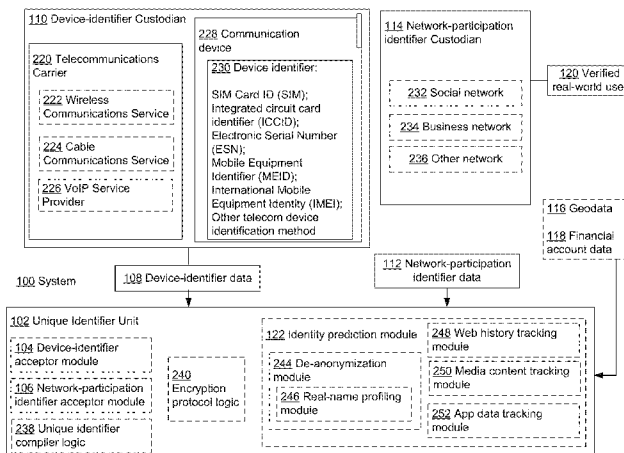 110 Device-identifier Custodian
220 Telecommunications
Carrier
222 Wireless
Communications Service
224 Cable
Communications Service
226 VoIP Service
Provider
228 Communication
device
230 Device identifier:
SIM Card ID (SIM);
Integrated circuit card
identifier (ICCID);
Electronic Serial Number
(ESN);
Mobile Equipment
Identifier (MEID);
International Mobile
Equipment Identity (IMEI);
Other telecom device
identification method
114 Network-participation
identifier Custodian
232 Social network
234 Business network
236 Other network
120 Verified
real-world user
116 Geodata
118 Financial
account data
100 System
108 Device-identifier data
112 Network-participation
identifier data
102 Unique Identifier Unit
104 Device-identifier
acceptor module
106 Network-participation
identifier acceptor module
238 Unique identifier
complier logic
240
Encryption
protocol logic
122 Identity prediction module
244 De-anonymization
module
246 Real-name profiling
module
248 Web history tracking
module
250 Media content tracking
module
252 App data tracking
module